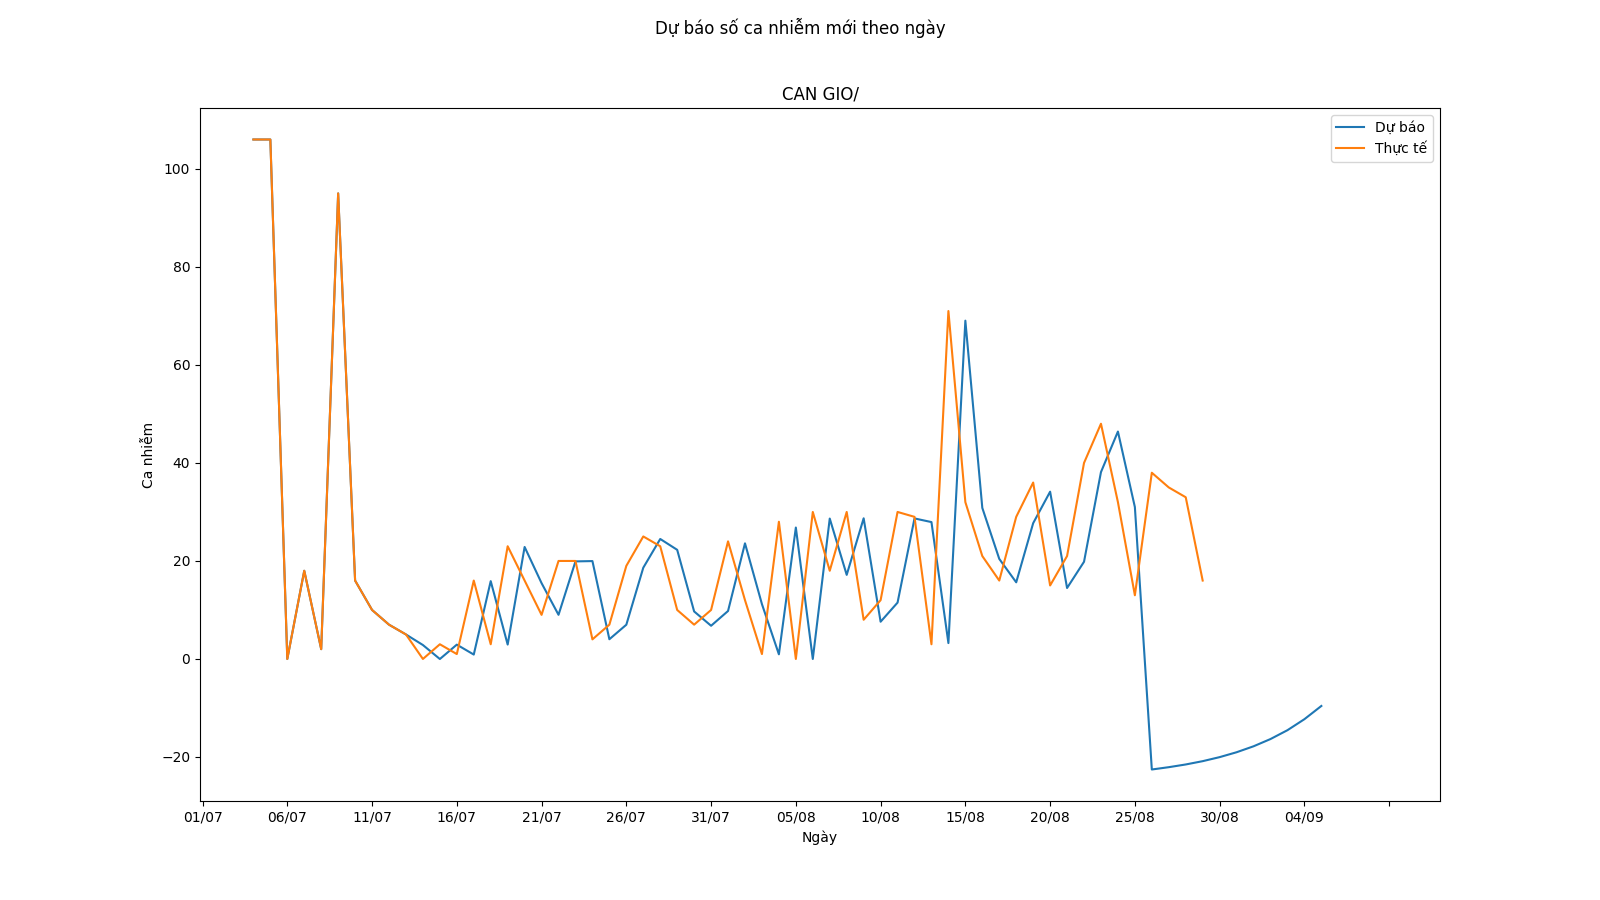 Dự báo số ca nhiễm mới theo ngày
CAN GIO/
Dự báo
Thực tế
100
80
60
40
20
0
−20
Ca nhiễm
01/07 06/07 11/07 16/07 21/07 26/07 31/07 05/08 10/08 15/08 20/08 25/08 30/08 04/09
Ngày